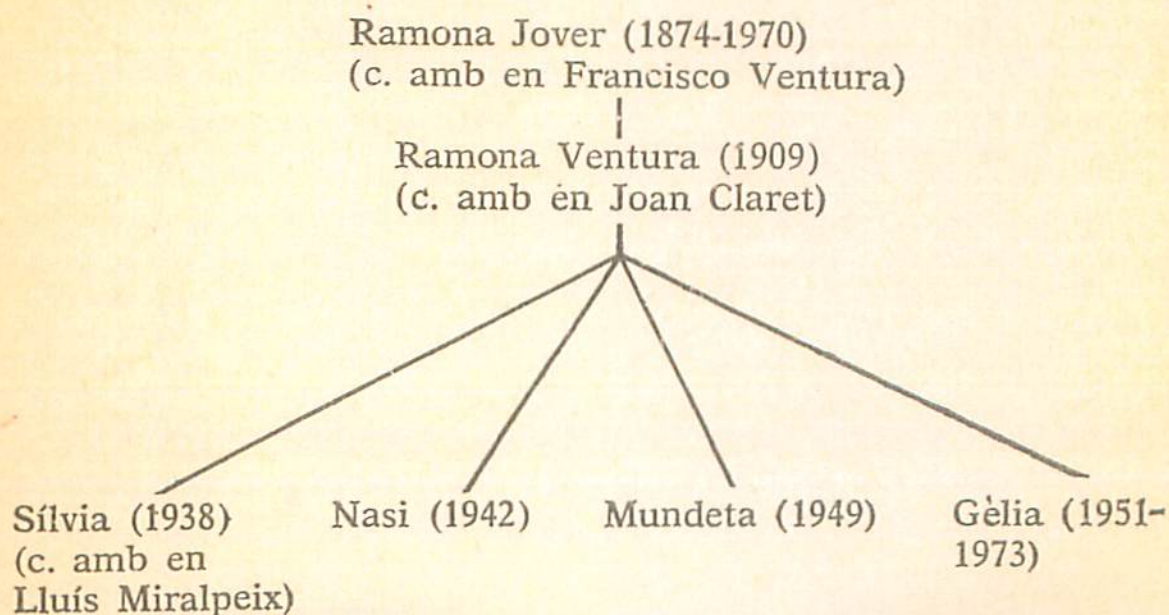 Ramona Jover (1874-1970)
(c. amb en Francisco Ventura)
Ramona Ventura (1909)
(c. amb en Joan Claret)
Sílvia (1938)
(c. amb en
Lluís Miralpeix)
Nasi (1942)
Mundeta (1949)
Gèlia (1951-
1973)